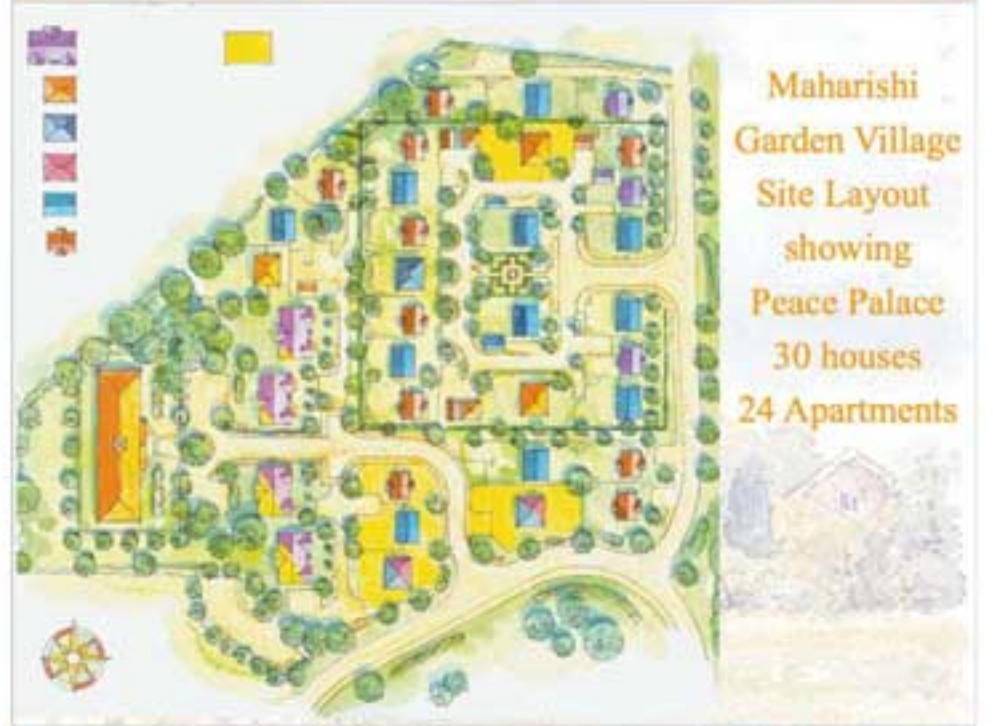 Maharishi
Garden Village
Site Layout
showing
Peace Palace
30 houses
24 Apartments